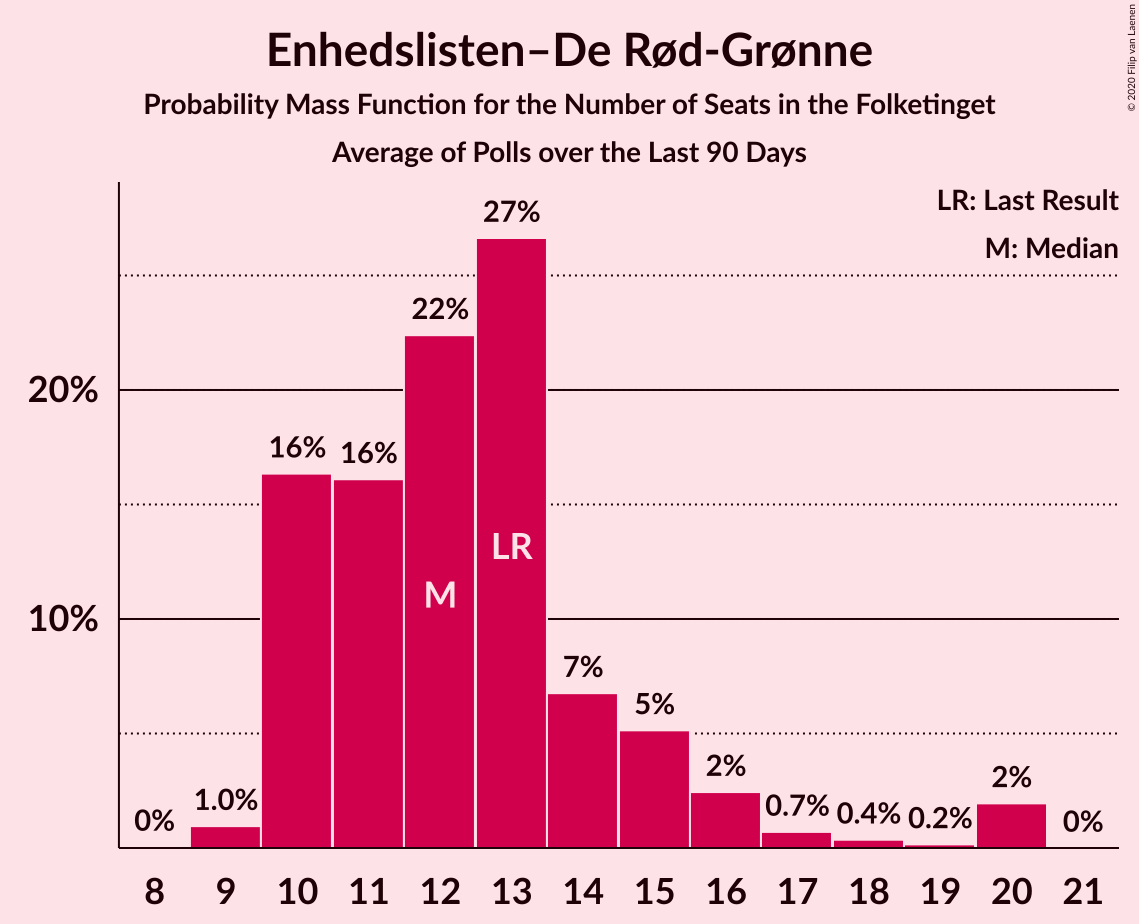 Enhedslisten–De Rød-Grønne
Probability Mass Function for the Number of Seats in the Folketinget
Average of Polls over the Last 90 Days
© 2020 Filip van Laenen
LR: Last Result
M: Median
27%
22%
20%
16%
16%
LR
M
10%
7%
5%
2%
2%
1.0%
0.7%
0.4%
0.2%
0%
0%
8 9 10 11 12 13 14 15 16 17 18 19 20 21